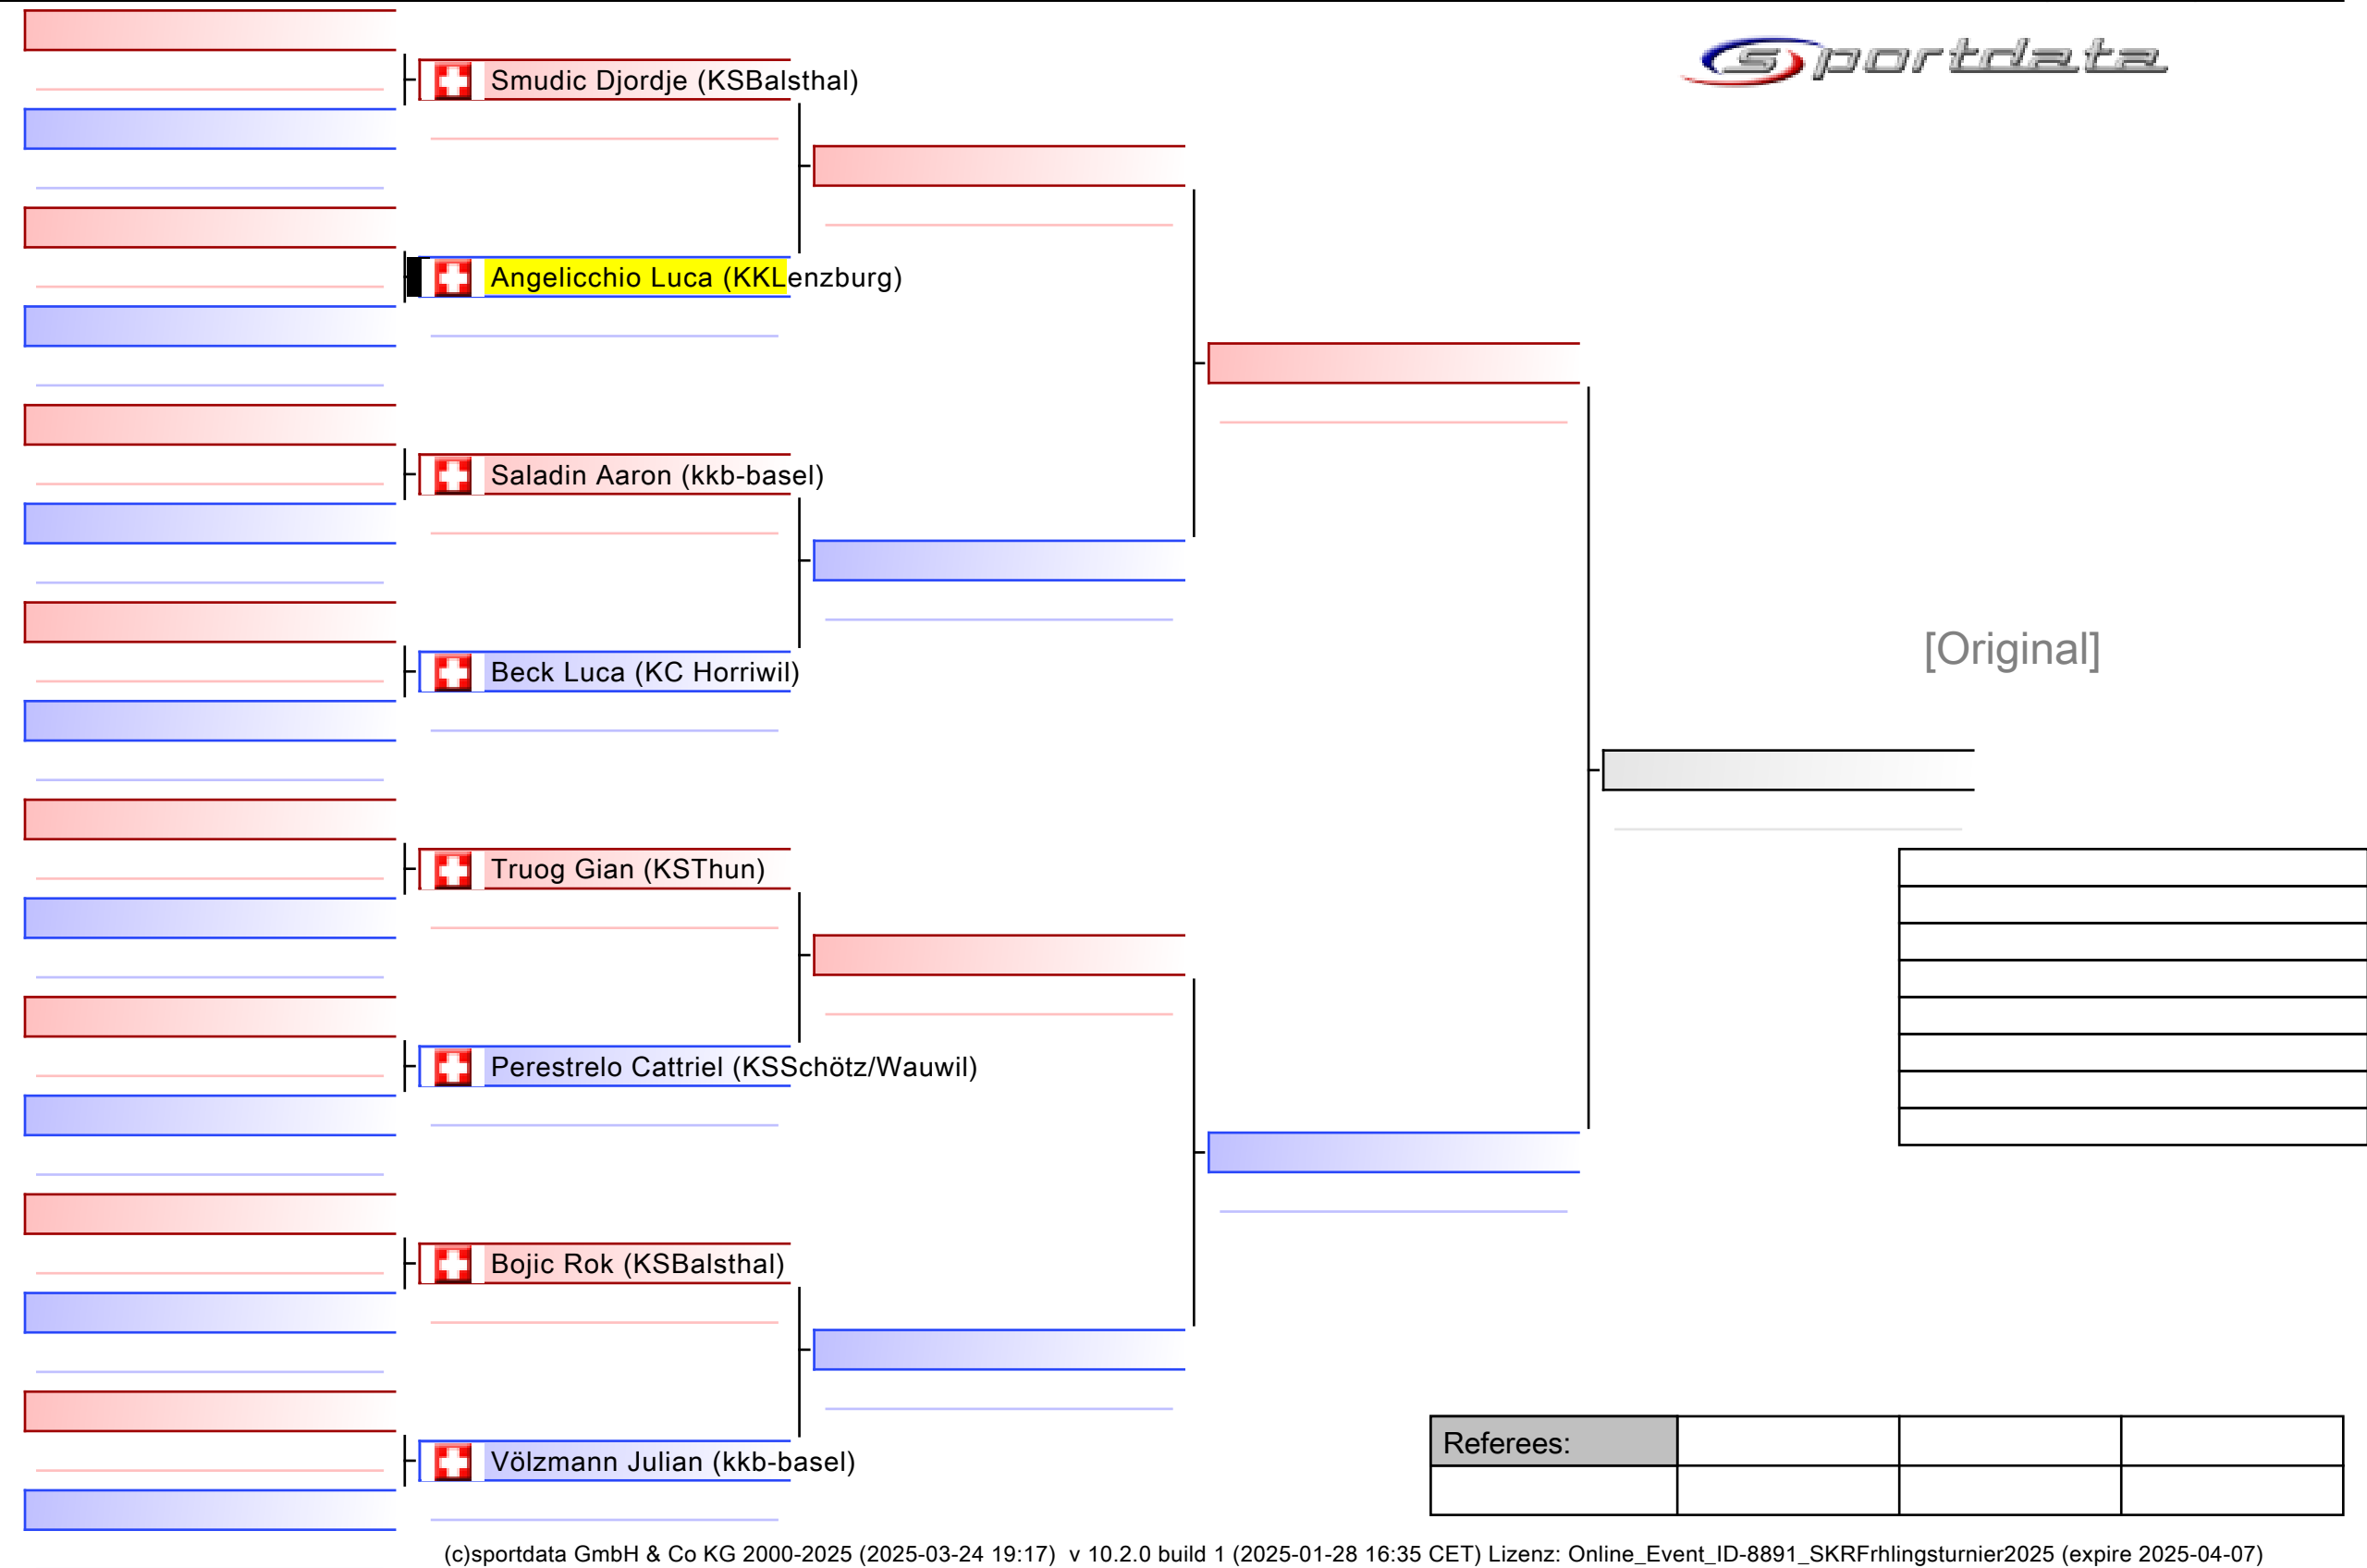 sportdata
Smudic Djordje (KSBalsthal)
Angelicchio Luca (KKLenzburg)
Saladin Aaron (kkb-basel)
Beck Luca (KC Horriwil)
[Original]
Truog Gian (KSThun)
Perestrelo Cattriel (KSSchötz/Wauwil)
Bojic Rok (KSBalsthal)
Völzmann Julian (kkb-basel)
Referees:
(c)sportdata GmbH & Co KG 2000-2025 (2025-03-24 19:17) v 10.2.0 build 1 (2025-01-28 16:35 CET) Lizenz: Online_Event_ID-8891_SKRFrhlingsturnier2025 (expire 2025-04-07)